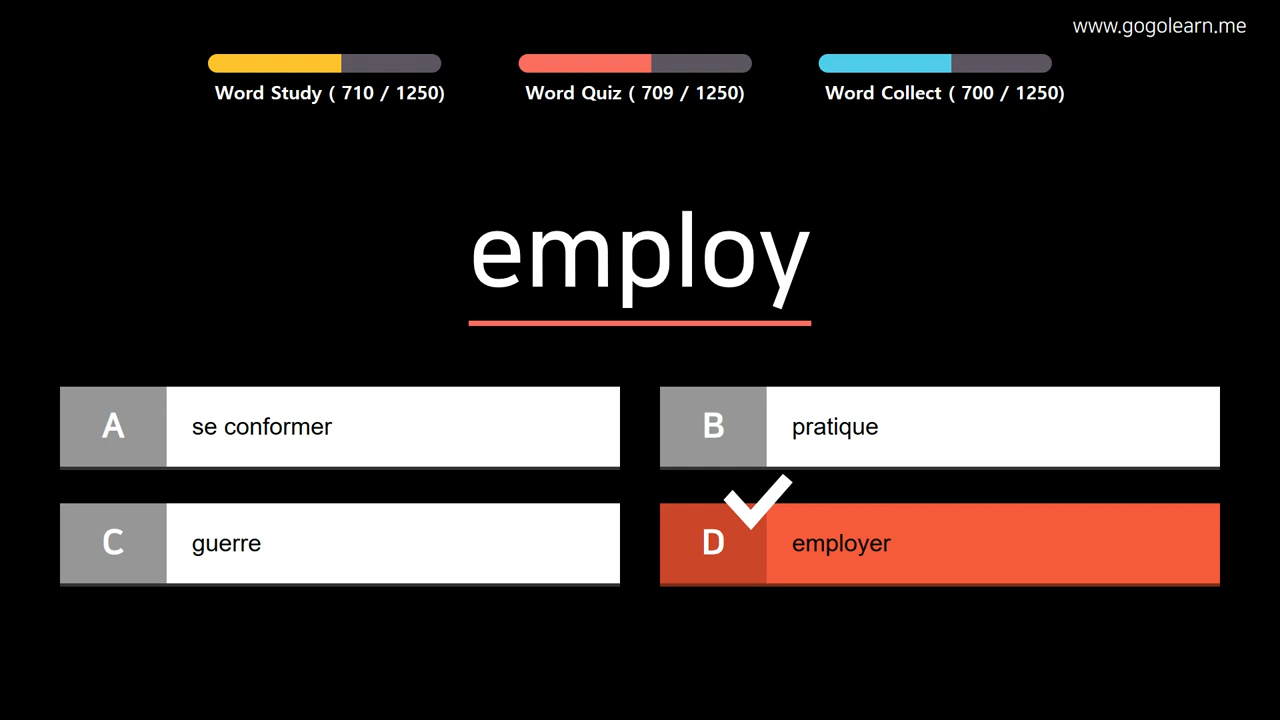 www.gogolearn.me
Word Study ( 710 / 1250)
Word Quiz ( 709 / 1250)
Word Collect ( 700 / 1250)
employ
A
se conformer
B
pratique
C
guerre
D
employer